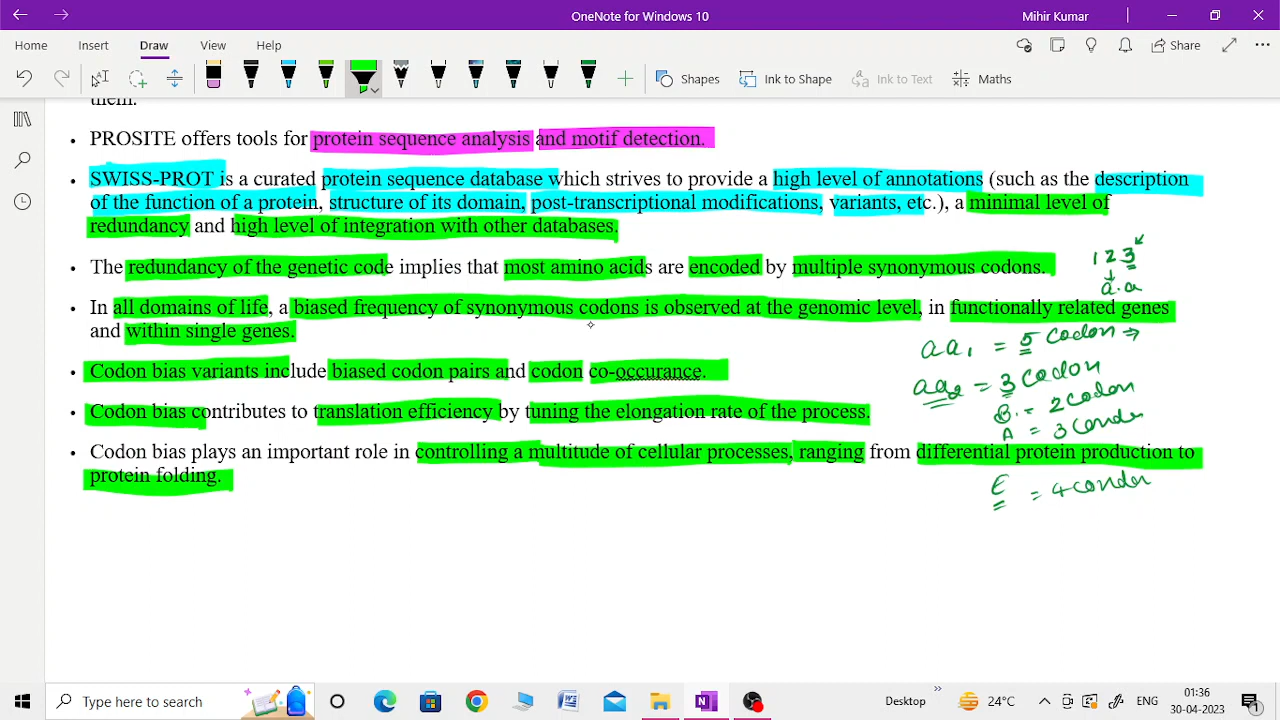 OneNote for Windows 10
Mihir Kumar
Home Insert Draw View Help
Share
Shapes Ink to Shape Ink to Text Maths
them.
• PROSITE offers tools for protein sequence analysis and motif detection.
• SWISS-PROT is a curated protein sequence database which strives to provide a high level of annotations (such as the description
of the function of a protein, structure of its domain, post-transcriptional modifications, variants, etc.), a minimal level of
redundancy and high level of integration with other databases.
• The redundancy of the genetic code implies that most amino acids are encoded by multiple synonymous codons.
1 2 3
a.a
• In all domains of life, a biased frequency of synonymous codons is observed at the genomic level, in functionally related genes
and within single genes.
aa1 = 5 codon →
• Codon bias variants include biased codon pairs and codon co-occurance.
aa2 = 3 codon
B = 2 codon
• Codon bias contributes to translation efficiency by tuning the elongation rate of the process.
A = 3
• Codon bias plays an important role in controlling a multitude of cellular processes, ranging from differential protein production to
protein folding.
E = 4
Type here to search
Desktop
24°C
ENG
01:36
30-04-2023